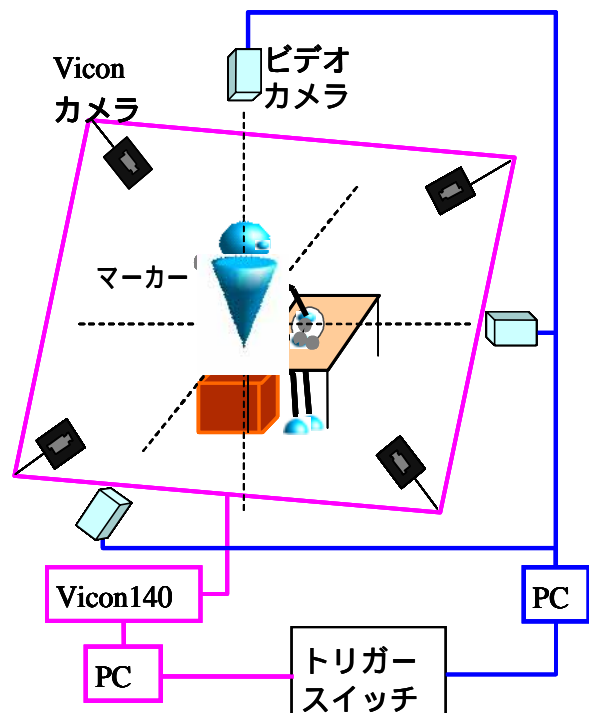 Vicon
カメラ
ビデオ
カメラ
マーカー
Vicon140
PC
PC
トリガー
スイッチ